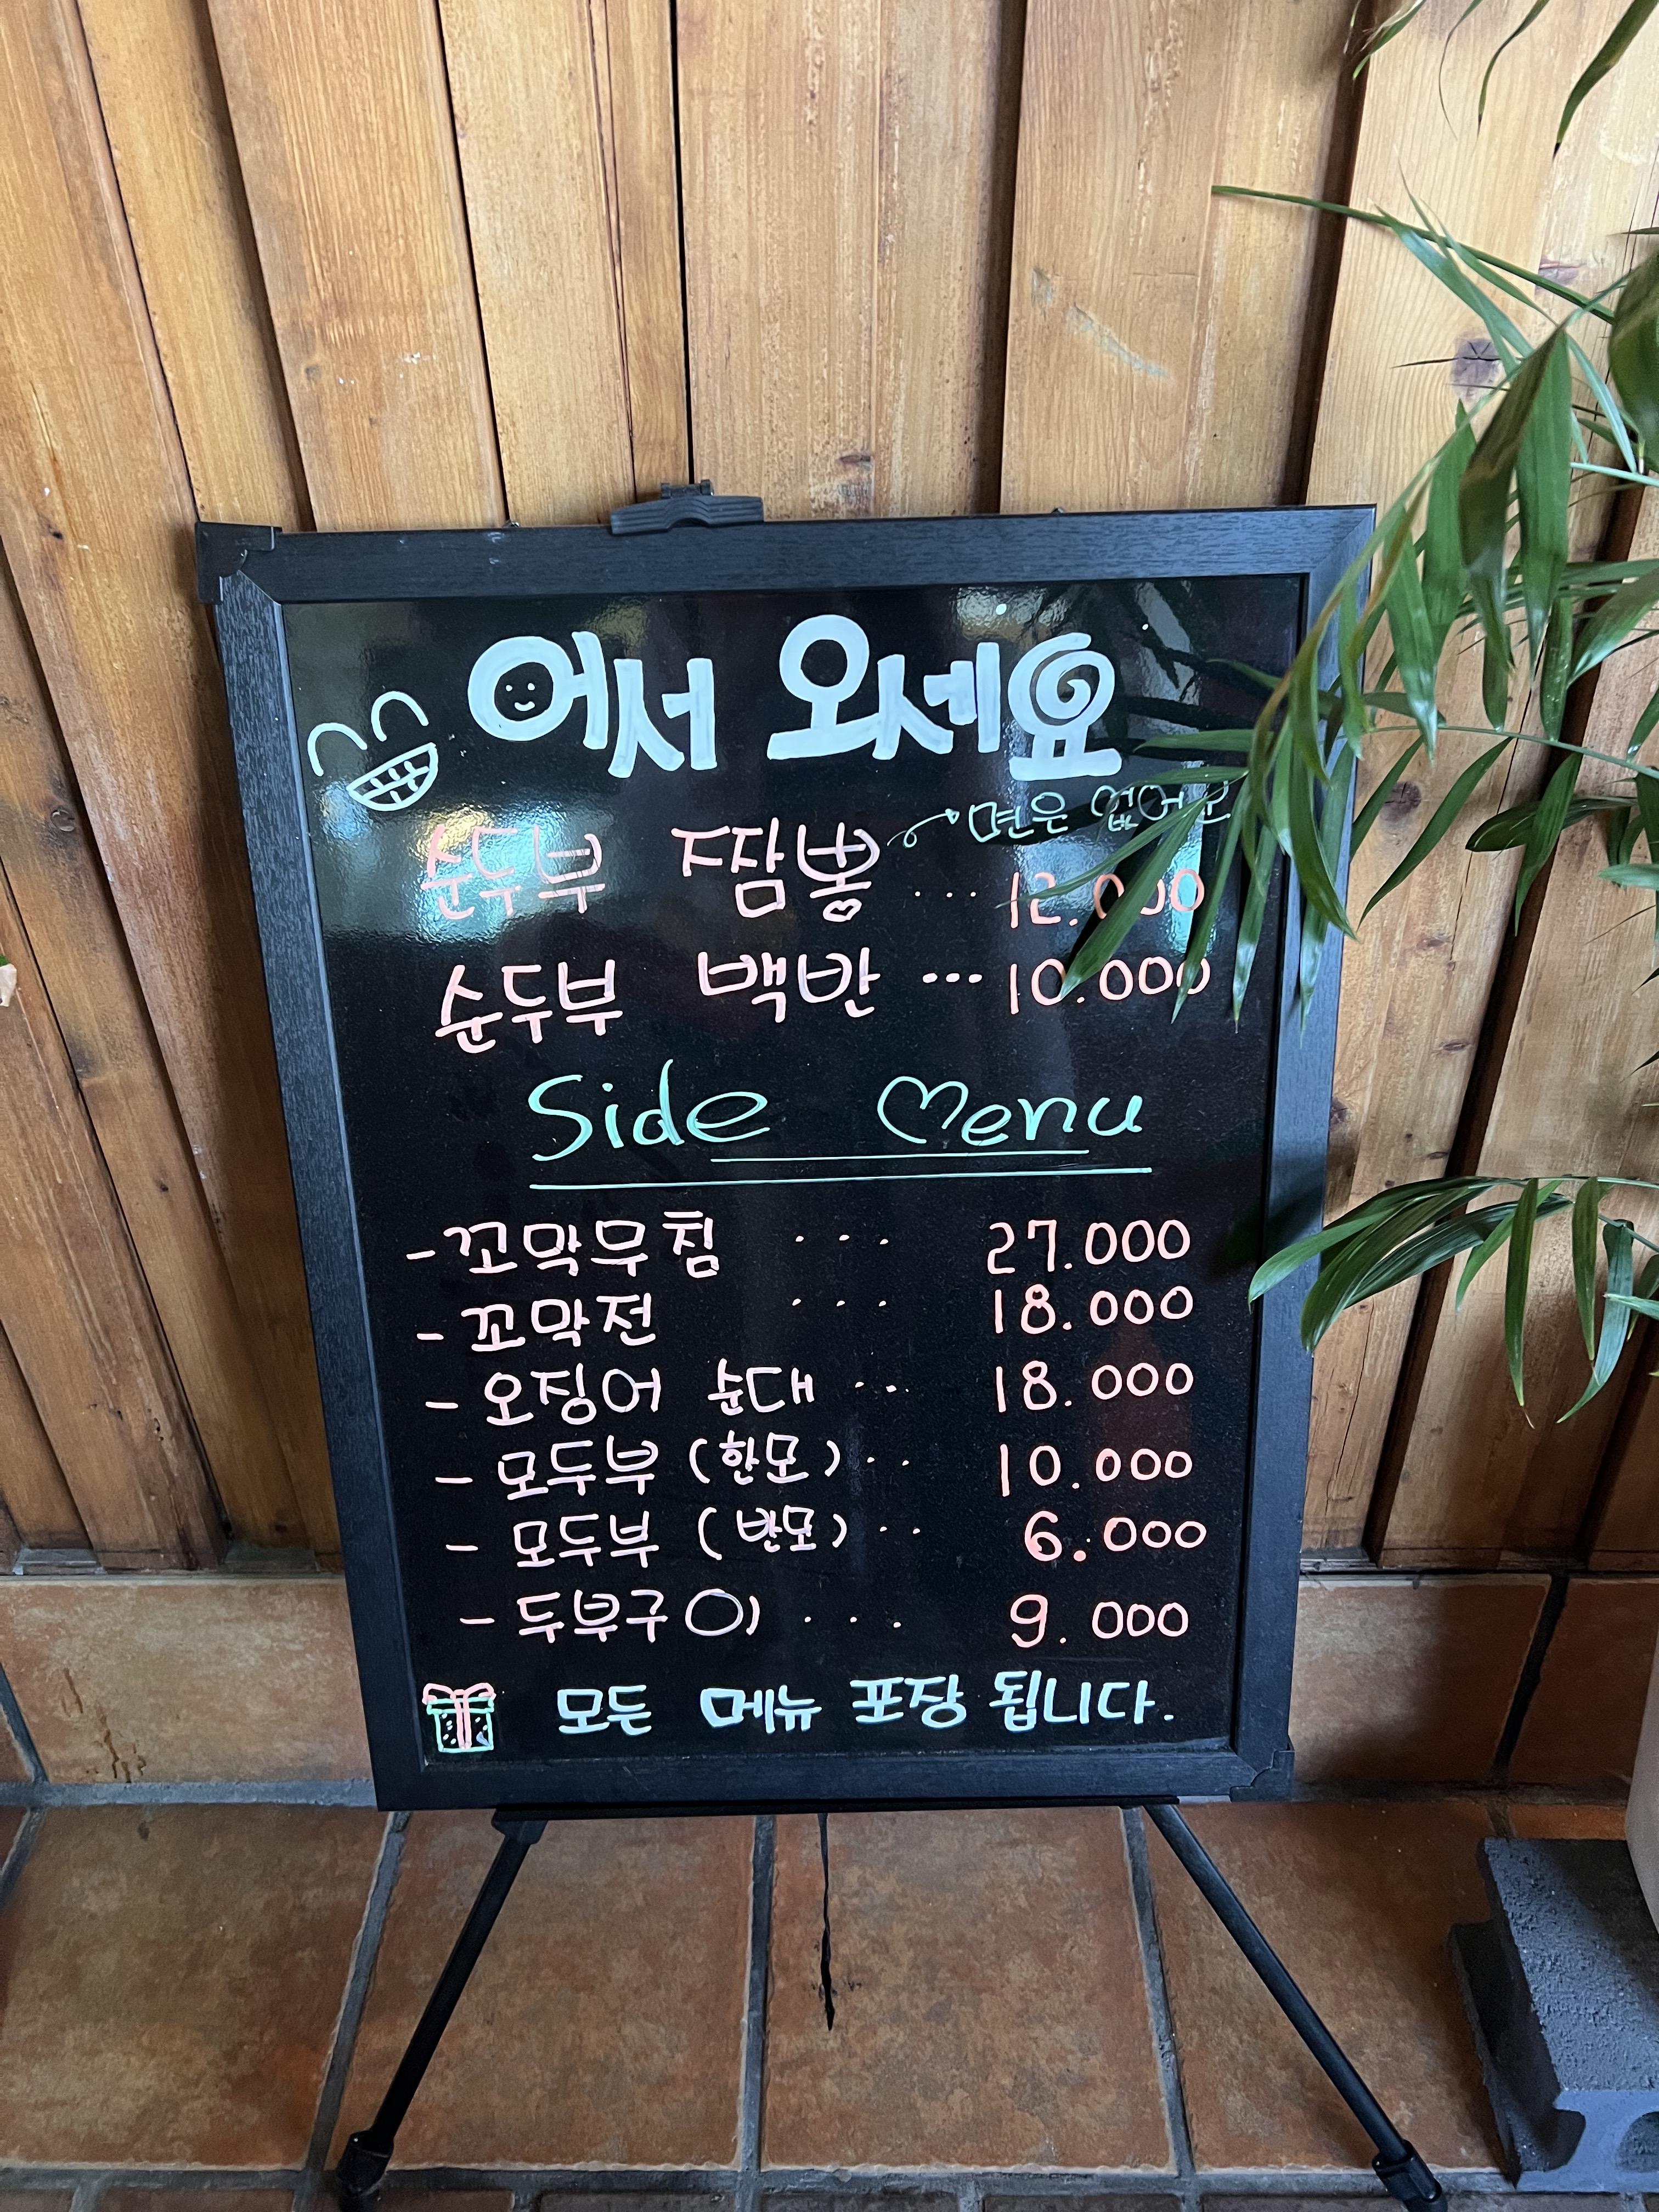 어서 오세요
면은 없어요
순두부 짬뽕 ... 12.000
순두부 백반 ... 10.000
Side Menu
- 꼬막무침 ... 27.000
- 꼬막전 ... 18.000
- 오징어 순대 ... 18.000
- 모두부 (한모) .. 10.000
- 모두부 (반모) .. 6.000
- 두부구이 ... 9.000
모든 메뉴 포장 됩니다.